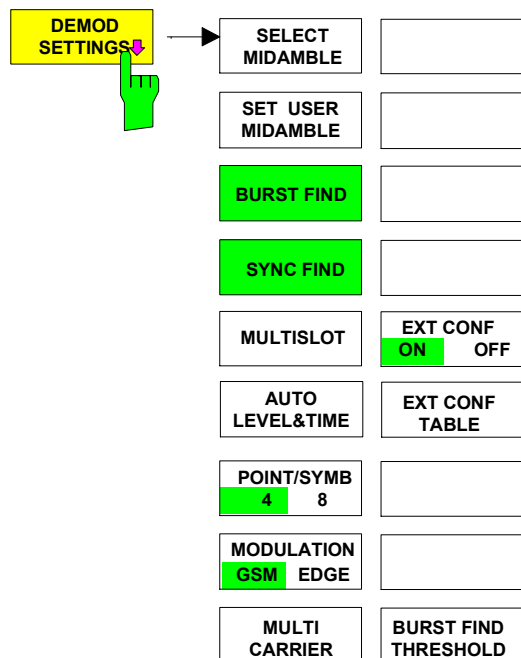 DEMOD
SETTINGS
SELECT
MIDAMBLE
SET USER
MIDAMBLE
BURST FIND
SYNC FIND
MULTISLOT
EXT CONF
ON OFF
AUTO
LEVEL&TIME
EXT CONF
TABLE
POINT/SYMB
4 8
MODULATION
GSM EDGE
MULTI
CARRIER
BURST FIND
THRESHOLD